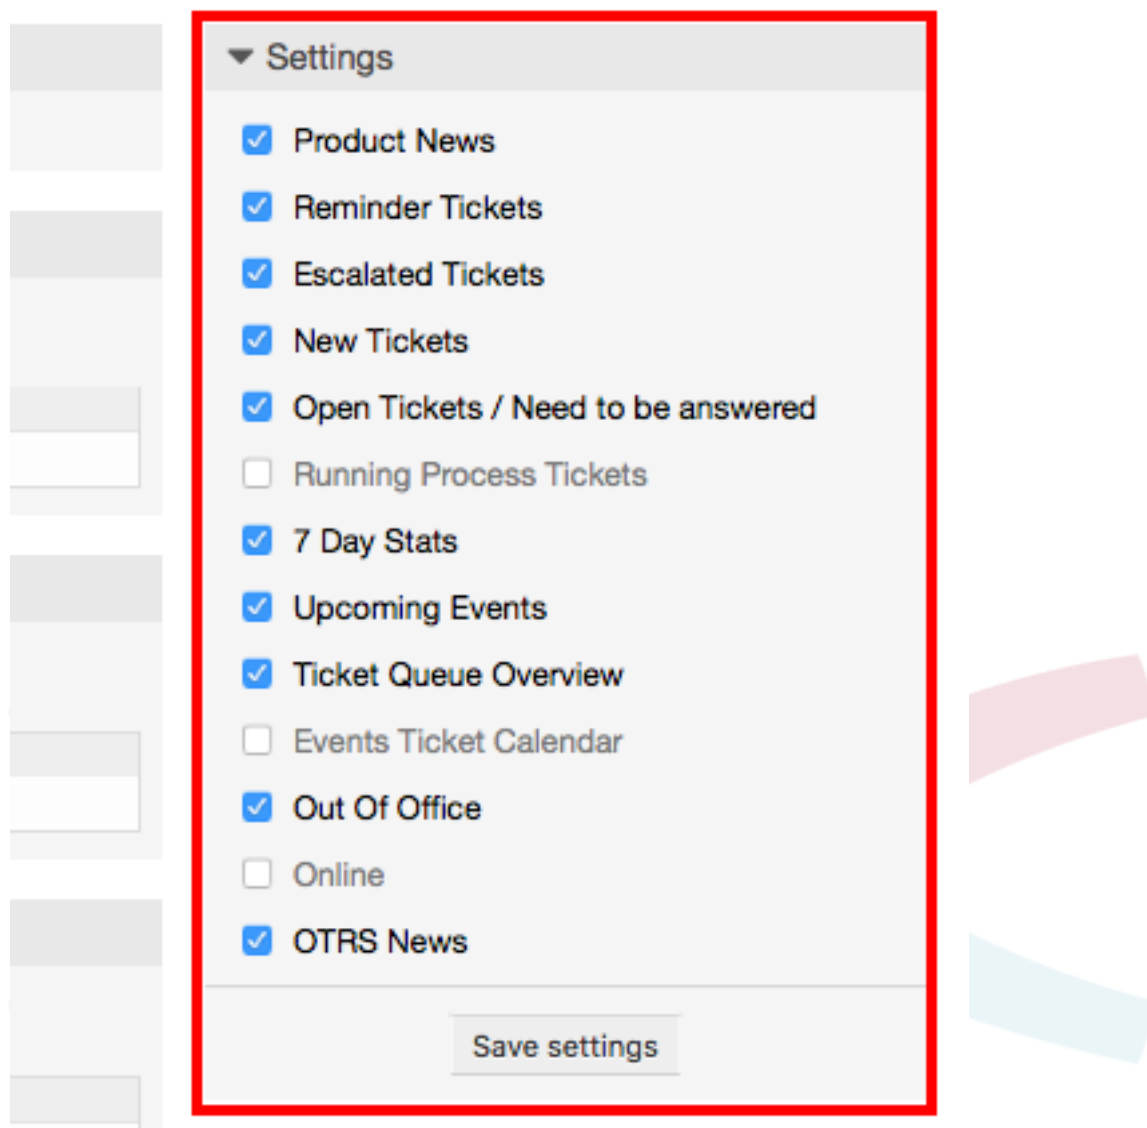 Settings
Product News
Reminder Tickets
Escalated Tickets
New Tickets
Open Tickets / Need to be answered
Running Process Tickets
7 Day Stats
Upcoming Events
Ticket Queue Overview
Events Ticket Calendar
Out Of Office
Online
OTRS News
Save settings